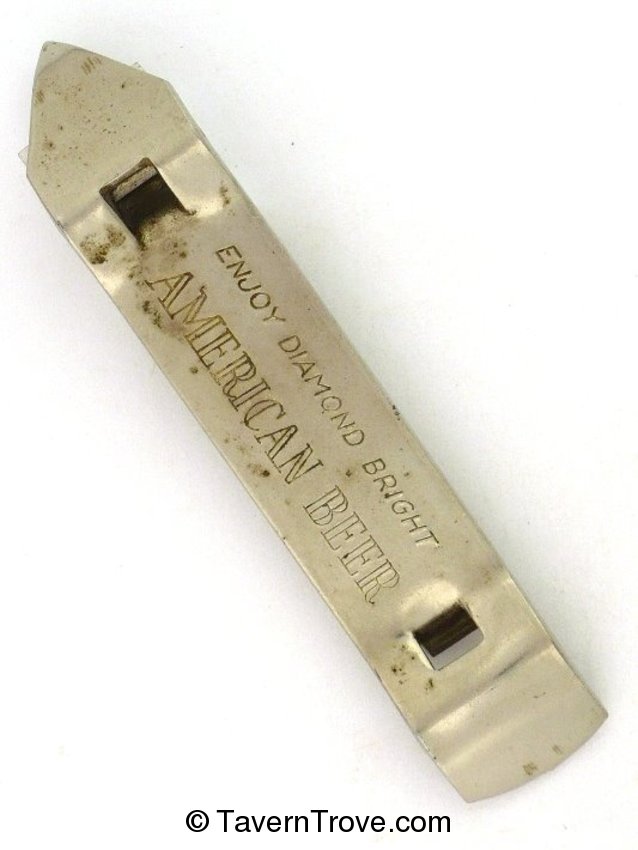 ENJOY DIAMOND BRIGHT
AMERICAN BEER
© TavernTrove.com